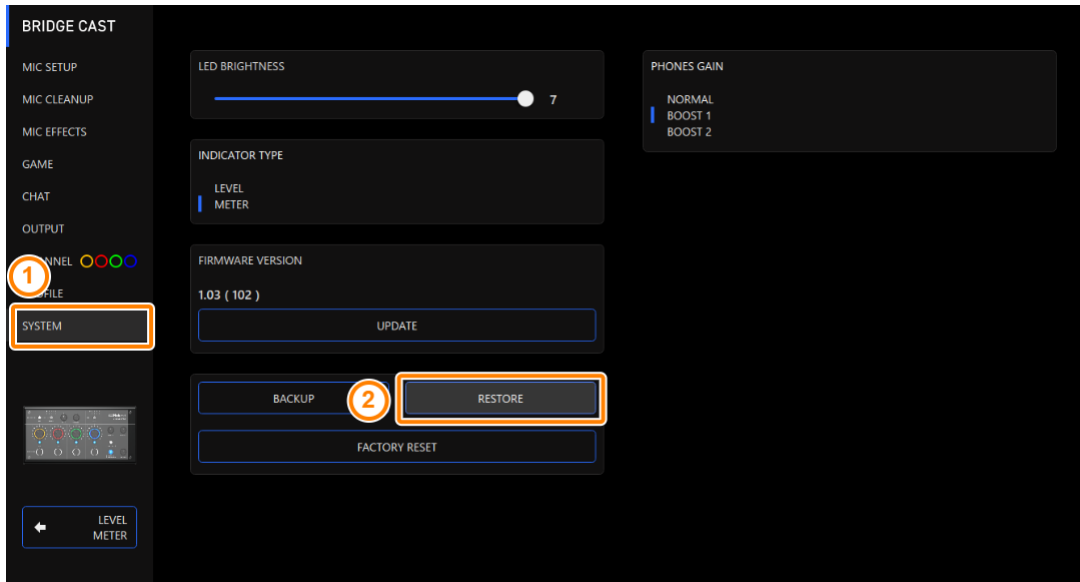 BRIDGE CAST
MIC SETUP
MIC CLEANUP
MIC EFFECTS
GAME
CHAT
OUTPUT
NNEL
1
FILE
SYSTEM
LEVEL
METER
LED BRIGHTNESS
7
INDICATOR TYPE
LEVEL
METER
FIRMWARE VERSION
1.03 ( 102 )
UPDATE
BACKUP
2
RESTORE
FACTORY RESET
PHONES GAIN
NORMAL
BOOST 1
BOOST 2